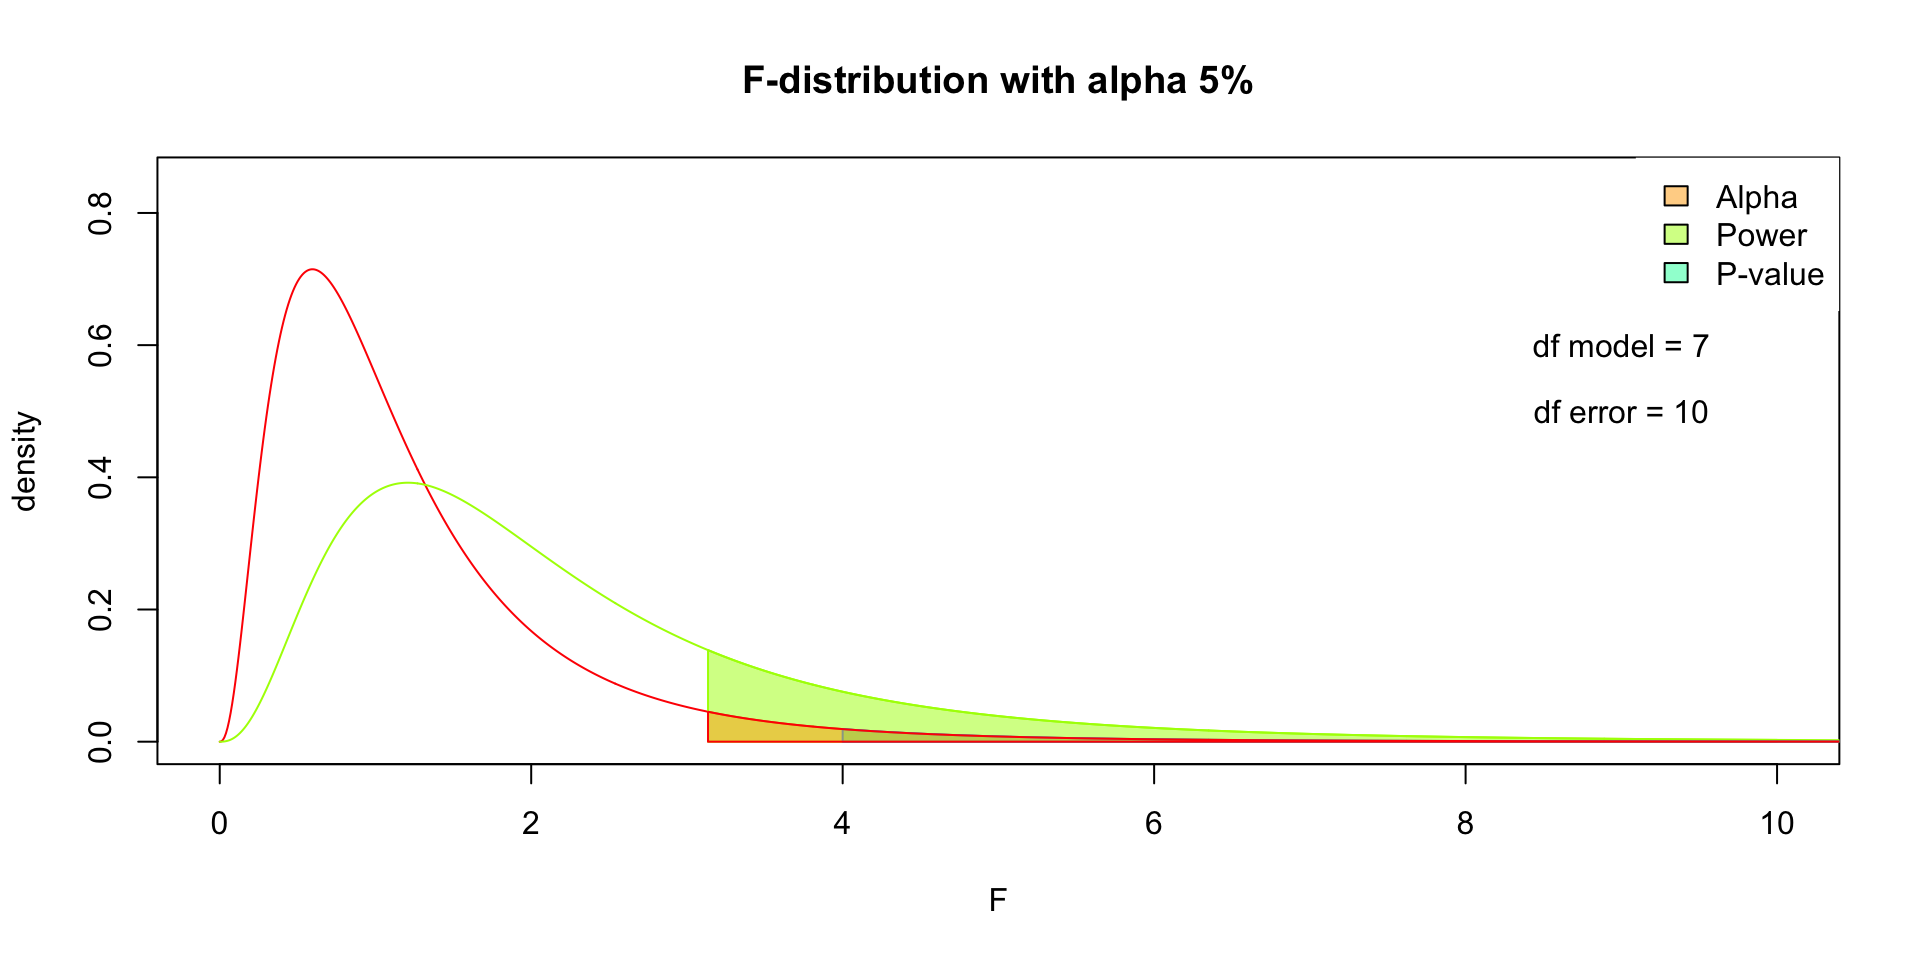 F-distribution with alpha 5%
Alpha
Power
P-value
df model = 7
df error = 10
density
0.8
0.6
0.4
0.2
0.0
0 2 4 6 8 10
F